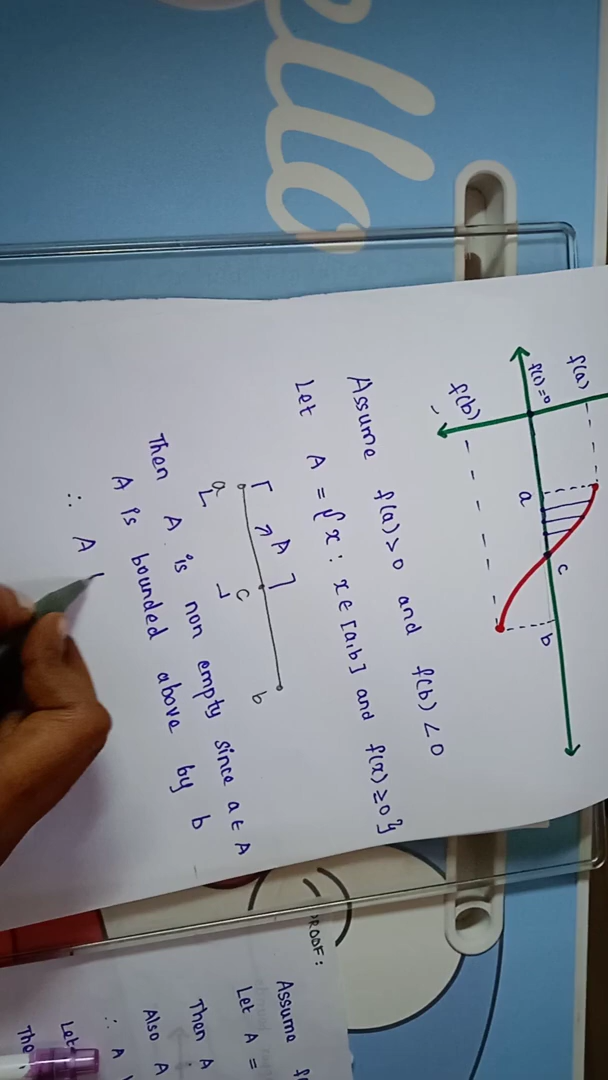 ello
f(a)
f(x)=0
f(b)
a
c
b
Assume f(a)>0 and f(b)<0
Let A = {x : x∈[a,b] and f(x)≥0}
A
a
c
b
Then A is non empty since a ∈ A
A is bounded above by b
∴ A
PROOF:
Assume f(
Let A =
Then A
Also A
∴ A
Let
The